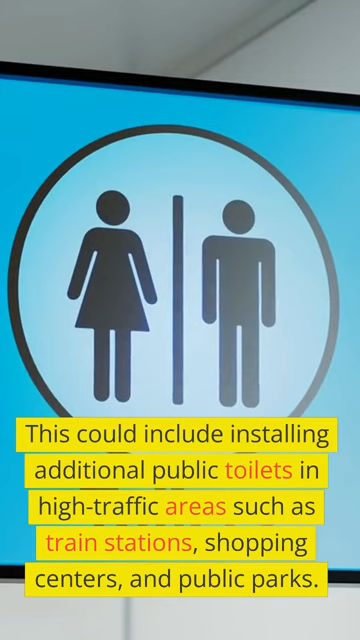 This could include installing
additional public toilets in
high-traffic areas such as
train stations, shopping
centers, and public parks.